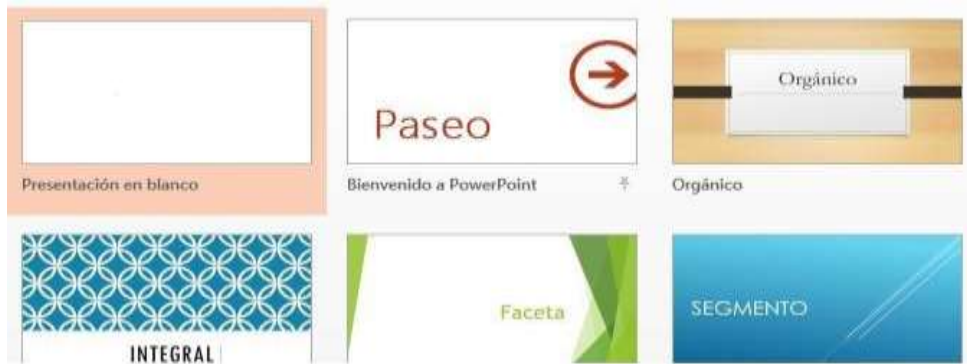 Paseo
Orgánico
Presentación en blanco
Bienvenido a PowerPoint
Orgánico
INTEGRAL
Faceta
SEGMENTO